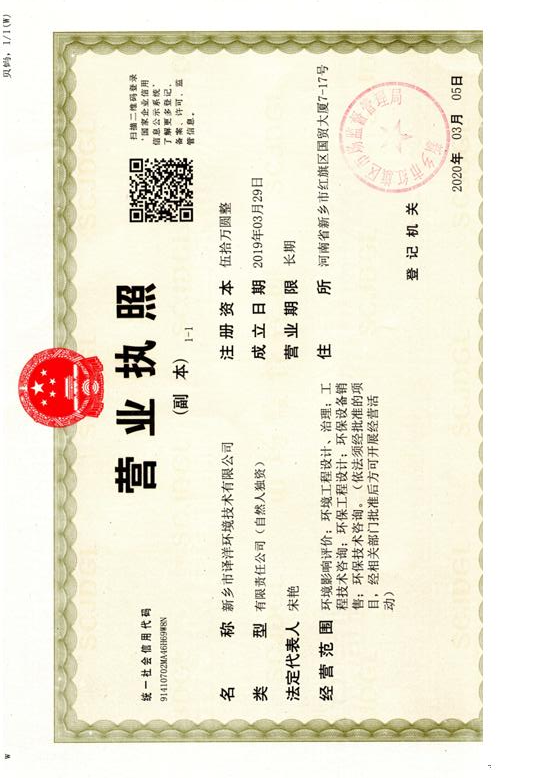 贝码, 1/1(W)
营业执照
(副 本)
1-1
扫描二维码登录
'国家企业信用
信息公示系统'
了解更多登记、
备案、许可、监
管信息。
统一社会信用代码
91410702MA46H69W8N
名 称 新乡市译洋环境技术有限公司
类 型 有限责任公司(自然人独资)
法定代表人 宋艳
经营范围 环境影响评价；环境工程设计、治理；工
程技术咨询；环保工程设计；环保设备销
售；环保技术咨询。（依法须经批准的项
目，经相关部门批准后方可开展经营活
动）
注册资本 伍拾万圆整
成立日期 2019年03月29日
营业期限 长期
住 所 河南省新乡市红旗区国贸大厦7-17号
登记机关
新乡市红旗区市场监督管理局
2020年 03月 05日
W